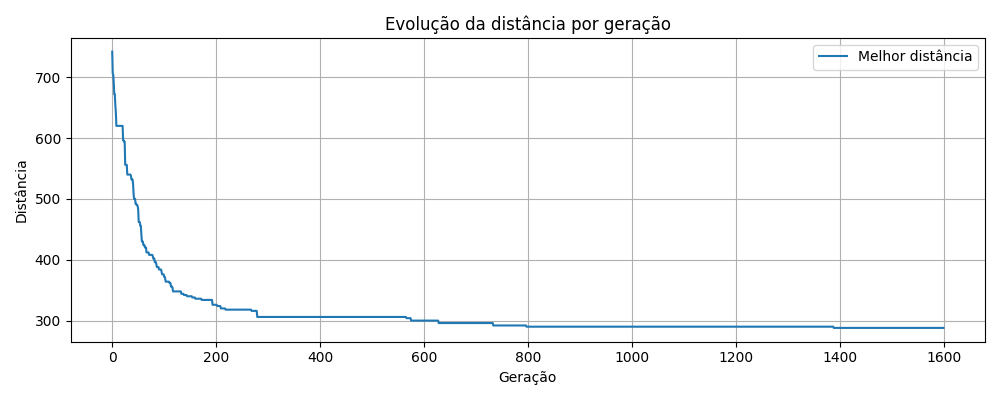 Evolução da distância por geração
Melhor distância
Distância
700
600
500
400
300
0 200 400 600 800 1000 1200 1400 1600
Geração